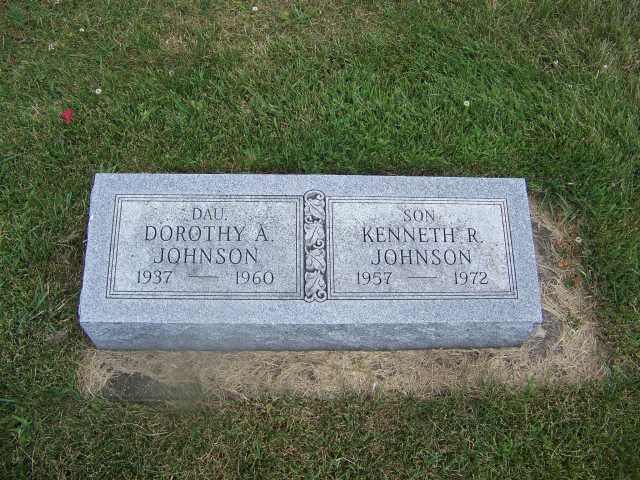 DAU.
DOROTHY A.
JOHNSON
1937 — 1960
SON
KENNETH R.
JOHNSON
1957 — 1972